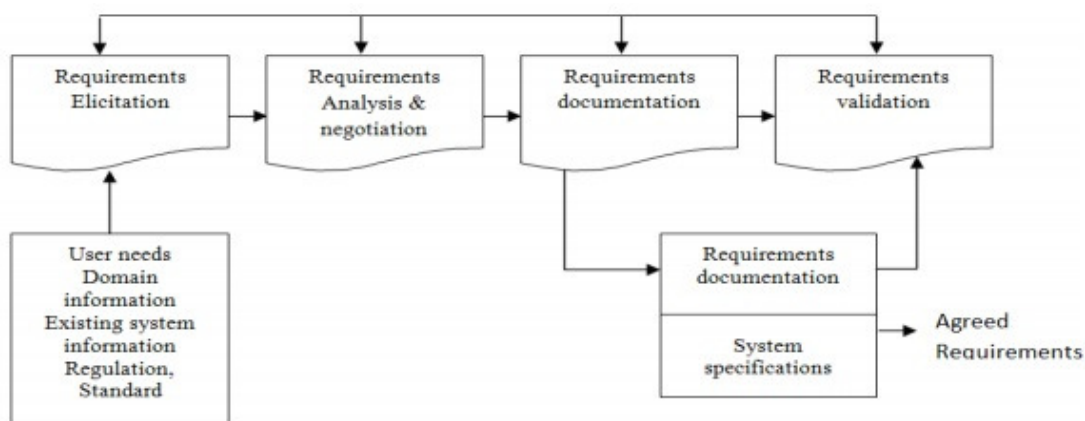 Requirements
Elicitation
Requirements
Analysis &
negotiation
Requirements
documentation
Requirements
validation
User needs
Domain
information
Existing system
information
Regulation,
Standard
Requirements
documentation
System
specifications
Agreed
Requirements